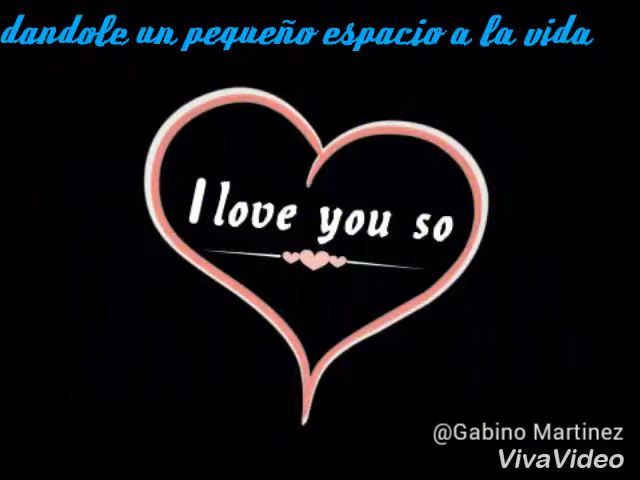 dandole un pequeño espacio a la vida
I love you so
@Gabino Martinez
VivaVideo